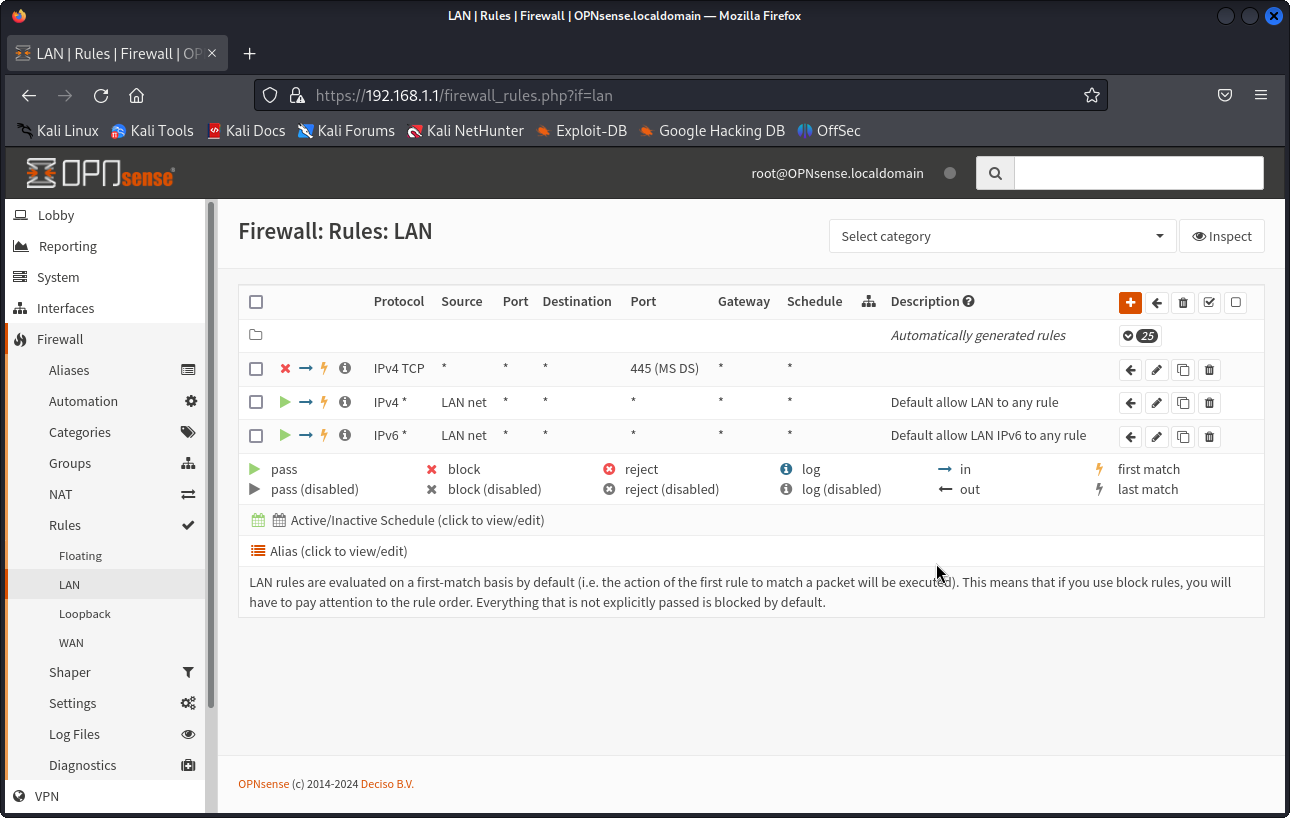 LAN | Rules | Firewall | OPNsense.localdomain — Mozilla Firefox
LAN | Rules | Firewall | OP
https://192.168.1.1/firewall_rules.php?if=lan
Kali Linux Kali Tools Kali Docs Kali Forums Kali NetHunter Exploit-DB Google Hacking DB OffSec
OPNsense root@OPNsense.localdomain
Lobby
Reporting
System
Interfaces
Firewall
Aliases
Automation
Categories
Groups
NAT
Rules
Floating
LAN
Loopback
WAN
Shaper
Settings
Log Files
Diagnostics
VPN
Firewall: Rules: LAN
Select category Inspect
Protocol Source Port Destination Port Gateway Schedule Description
Automatically generated rules 25
IPv4 TCP * * * 445 (MS DS) * *
IPv4 * LAN net * * * * * Default allow LAN to any rule
IPv6 * LAN net * * * * * Default allow LAN IPv6 to any rule
pass block reject log in first match
pass (disabled) block (disabled) reject (disabled) log (disabled) out last match
Active/Inactive Schedule (click to view/edit)
Alias (click to view/edit)
LAN rules are evaluated on a first-match basis by default (i.e. the action of the first rule to match a packet will be executed). This means that if you use block rules, you will
have to pay attention to the rule order. Everything that is not explicitly passed is blocked by default.
OPNsense (c) 2014-2024 Deciso B.V.